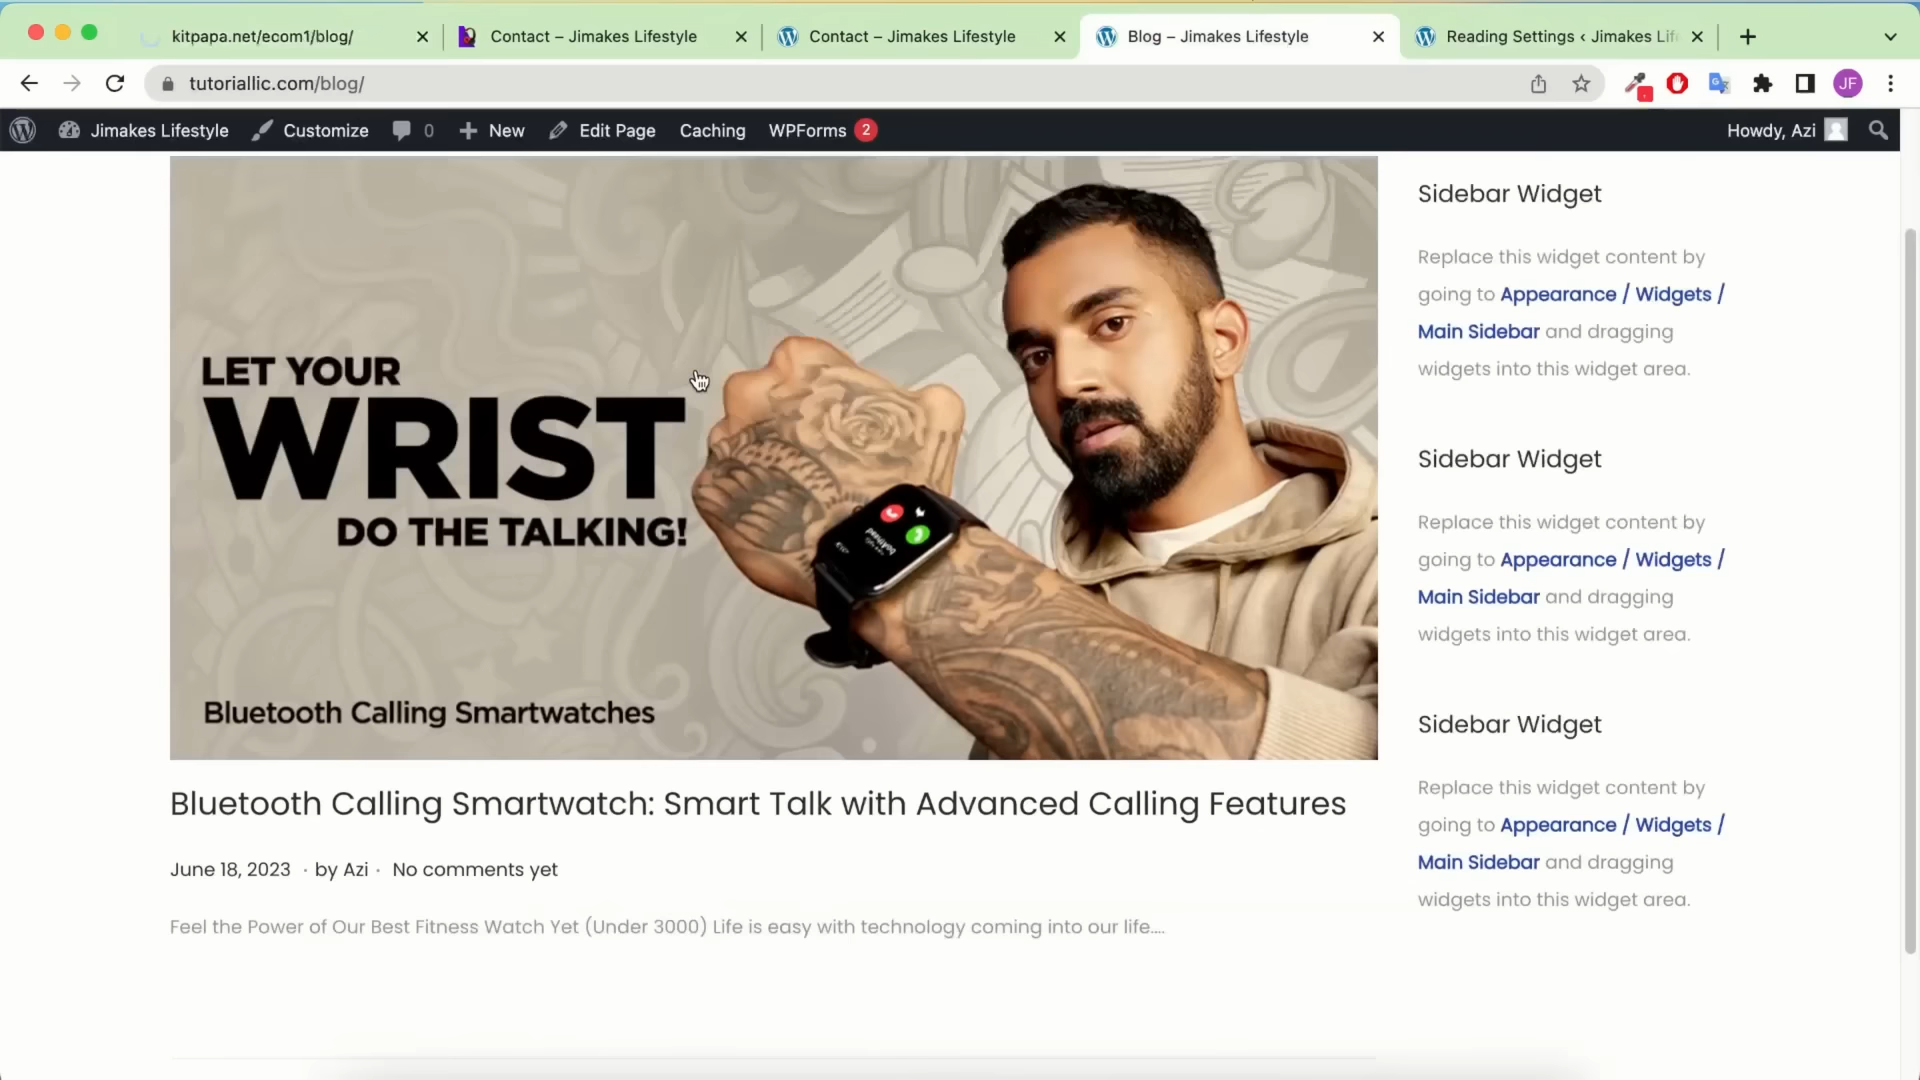 kitpapa.net/ecom1/blog/
Contact – Jimakes Lifestyle
Contact – Jimakes Lifestyle
Blog – Jimakes Lifestyle
Reading Settings ‹ Jimakes Lif
tutoriallic.com/blog/
JF
Jimakes Lifestyle
Customize
0
New
Edit Page
Caching
WPForms 2
Howdy, Azi
LET YOUR
WRIST
DO THE TALKING!
Bluetooth Calling Smartwatches
Bluetooth Calling Smartwatch: Smart Talk with Advanced Calling Features
June 18, 2023 · by Azi · No comments yet
Feel the Power of Our Best Fitness Watch Yet (Under 3000) Life is easy with technology coming into our life....
Sidebar Widget
Replace this widget content by
going to Appearance / Widgets /
Main Sidebar and dragging
widgets into this widget area.
Sidebar Widget
Replace this widget content by
going to Appearance / Widgets /
Main Sidebar and dragging
widgets into this widget area.
Sidebar Widget
Replace this widget content by
going to Appearance / Widgets /
Main Sidebar and dragging
widgets into this widget area.